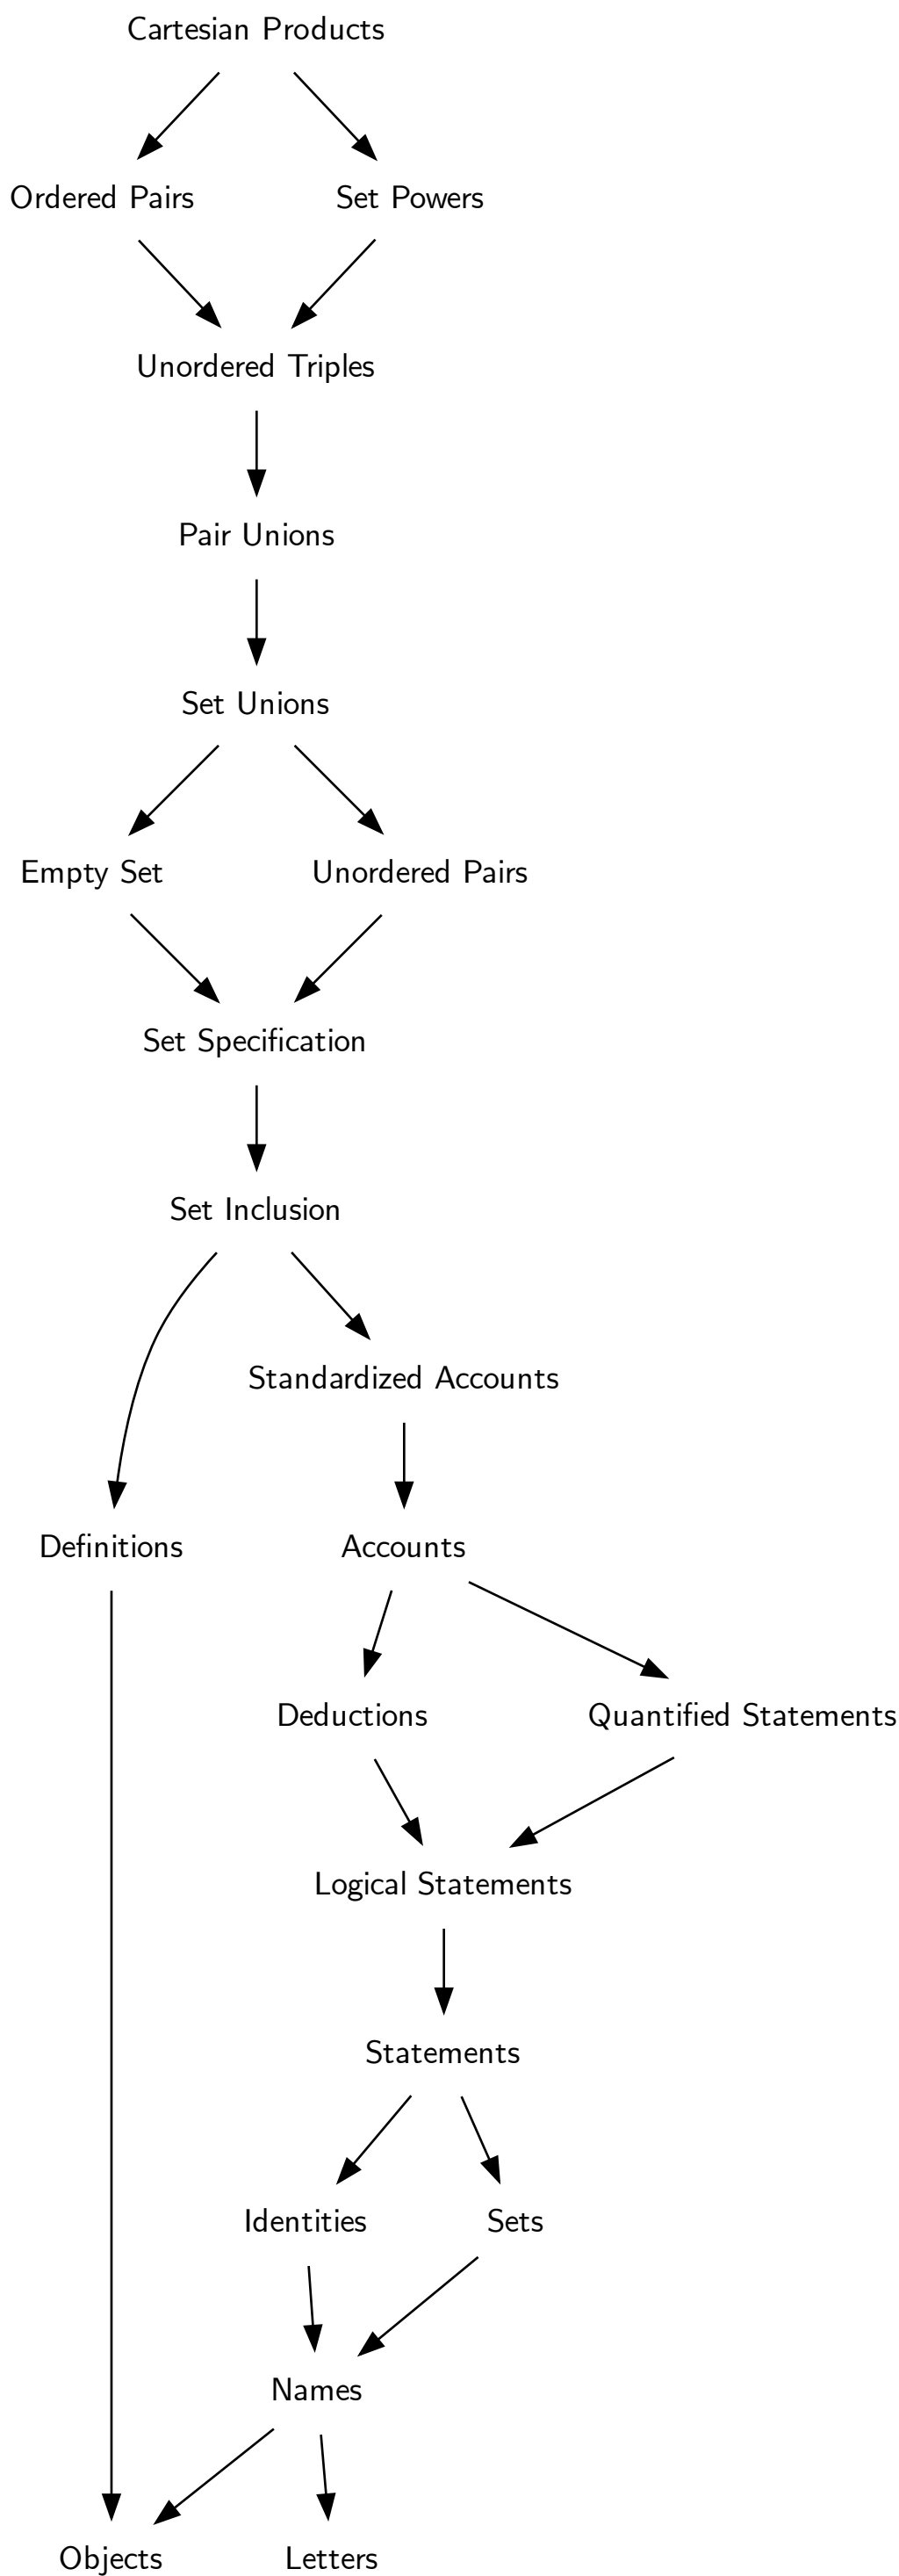 Cartesian Products
Ordered Pairs
Set Powers
Unordered Triples
Pair Unions
Set Unions
Empty Set
Unordered Pairs
Set Specification
Set Inclusion
Standardized Accounts
Definitions
Accounts
Deductions
Quantified Statements
Logical Statements
Statements
Identities
Sets
Names
Objects
Letters